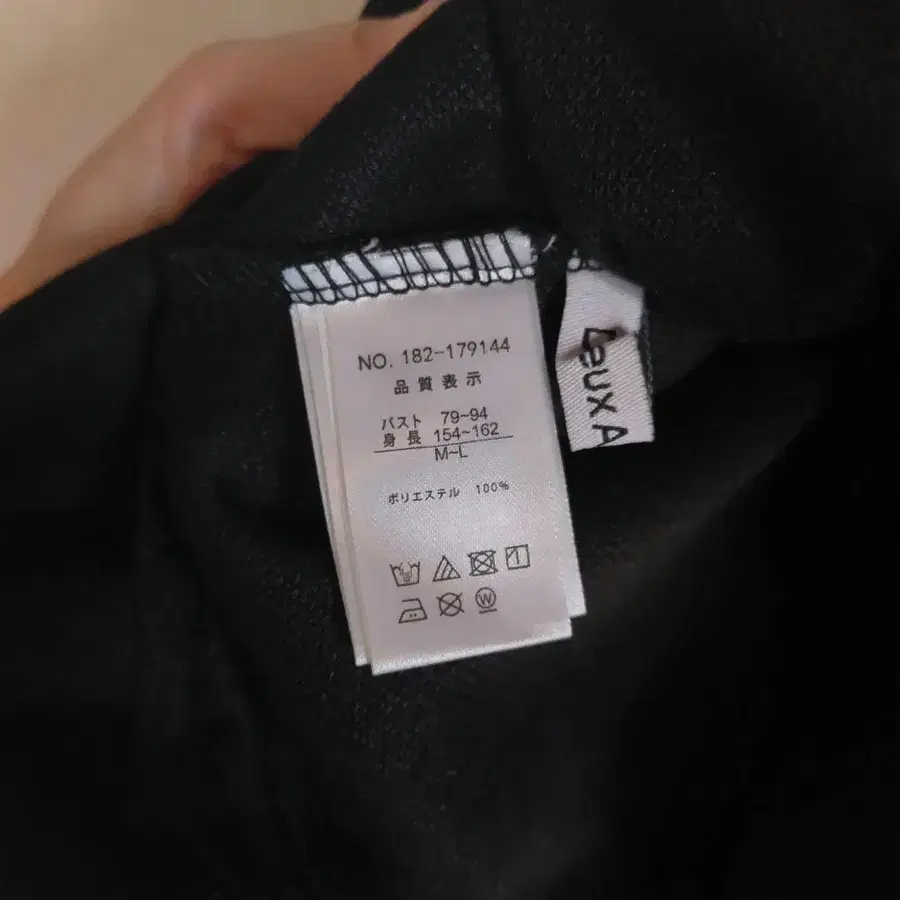 NO. 182-179144
品質表示
バスト 79~94
身長 154~162
M~L
ポリエステル 100%
eux A